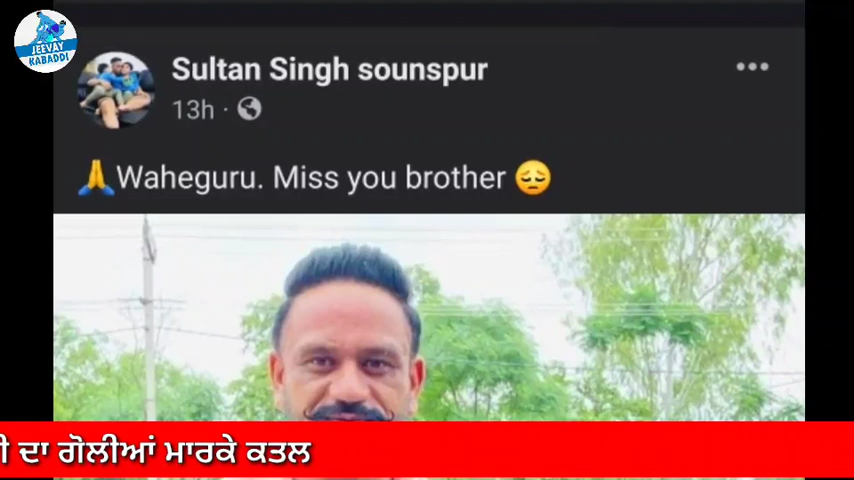 JEEVAY
KABADDI
Sultan Singh sounspur
13h ·
Waheguru. Miss you brother
ਦਾ ਗੋਲੀਆਂ ਮਾਰਕੇ ਕਤਲ